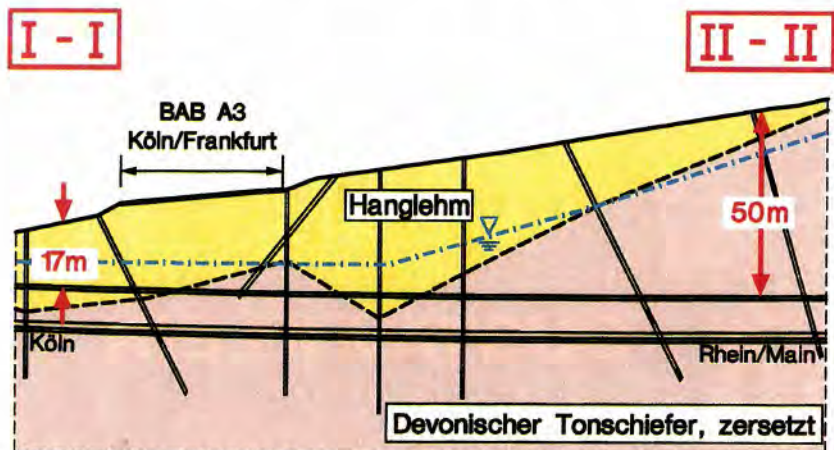 I - I
II - II
BAB A3
Köln/Frankfurt
Hanglehm
17m
50m
Köln
Rhein/Main
Devonischer Tonschiefer, zersetzt